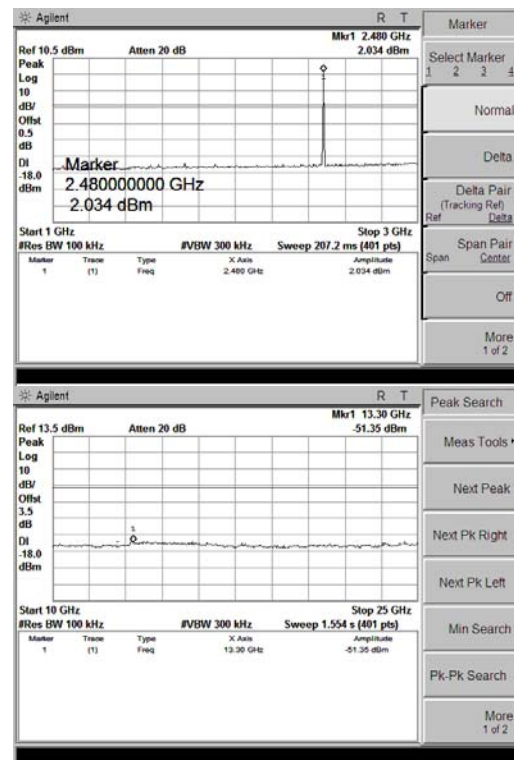 Agilent R T Marker
Mkr1 2.480 GHz
Ref 10.5 dBm Atten 20 dB 2.034 dBm
Peak
Log
10
dB/
Offst
0.5
dB
DI
-18.0
dBm
Marker
2.480000000 GHz
2.034 dBm
1
Start 1 GHz Stop 3 GHz
#Res BW 100 kHz #VBW 300 kHz Sweep 207.2 ms (401 pts)
Marker Trace Type X Axis Amplitude
1 (1) Freq 2.480 GHz 2.034 dBm
Select Marker
1 2 3 4
Normal
Delta
Delta Pair
(Tracking Ref)
Ref Delta
Span Pair
Span Center
Off
More
1 of 2
Agilent R T Peak Search
Mkr1 13.30 GHz
Ref 13.5 dBm Atten 20 dB -51.35 dBm
Peak
Log
10
dB/
Offst
3.5
dB
DI
-18.0
dBm
1
Start 10 GHz Stop 25 GHz
#Res BW 100 kHz #VBW 300 kHz Sweep 1.554 s (401 pts)
Marker Trace Type X Axis Amplitude
1 (1) Freq 13.30 GHz -51.35 dBm
Meas Tools
Next Peak
Next Pk Right
Next Pk Left
Min Search
Pk-Pk Search
More
1 of 2